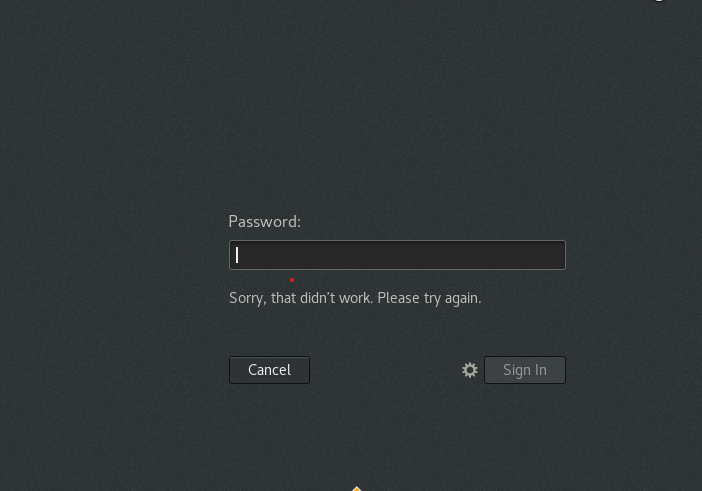 Password:
Sorry, that didn't work. Please try again.
Cancel
Sign In